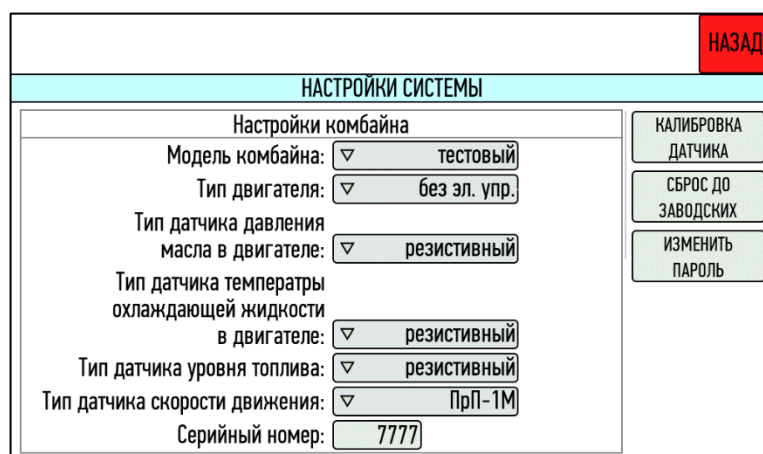 НАЗАД
НАСТРОЙКИ СИСТЕМЫ
Настройки комбайна
Модель комбайна: тестовый
Тип двигателя: без эл. упр.
Тип датчика давления
масла в двигателе: резистивный
Тип датчика температры
охлаждающей жидкости
в двигателе: резистивный
Тип датчика уровня топлива: резистивный
Тип датчика скорости движения: ПрП-1М
Серийный номер: 7777
КАЛИБРОВКА
ДАТЧИКА
СБРОС ДО
ЗАВОДСКИХ
ИЗМЕНИТЬ
ПАРОЛЬ